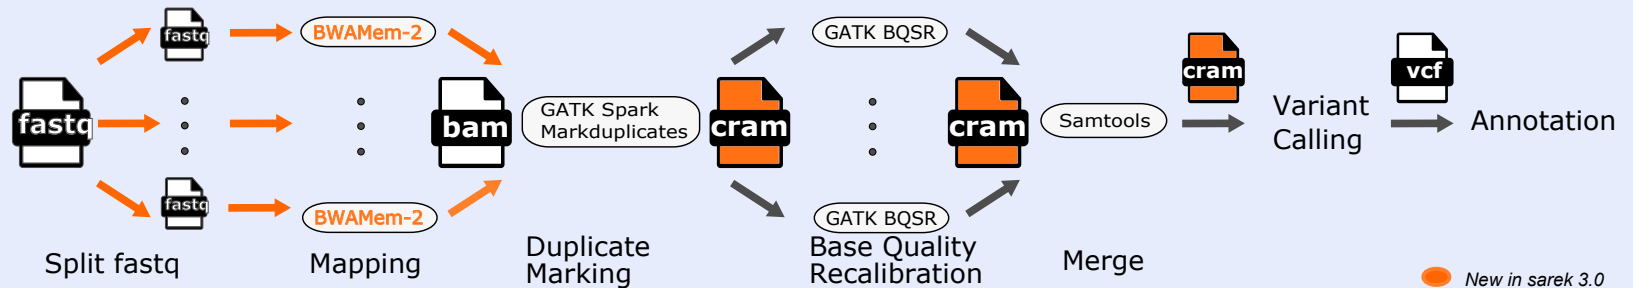 fastq
fastq
fastq
BWAMem-2
BWAMem-2
bam
GATK Spark
Markduplicates
cram
GATK BQSR
GATK BQSR
cram
Samtools
cram
Variant
Calling
vcf
Annotation
Split fastq
Mapping
Duplicate
Marking
Base Quality
Recalibration
Merge
New in sarek 3.0